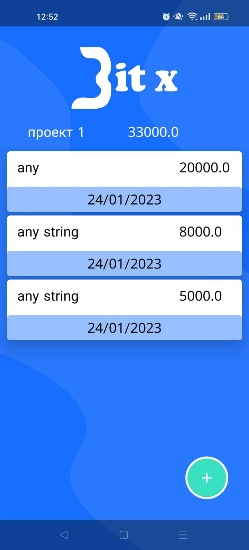 12:52
Bit x
проект 1 33000.0
any 20000.0
24/01/2023
any string 8000.0
24/01/2023
any string 5000.0
24/01/2023
+